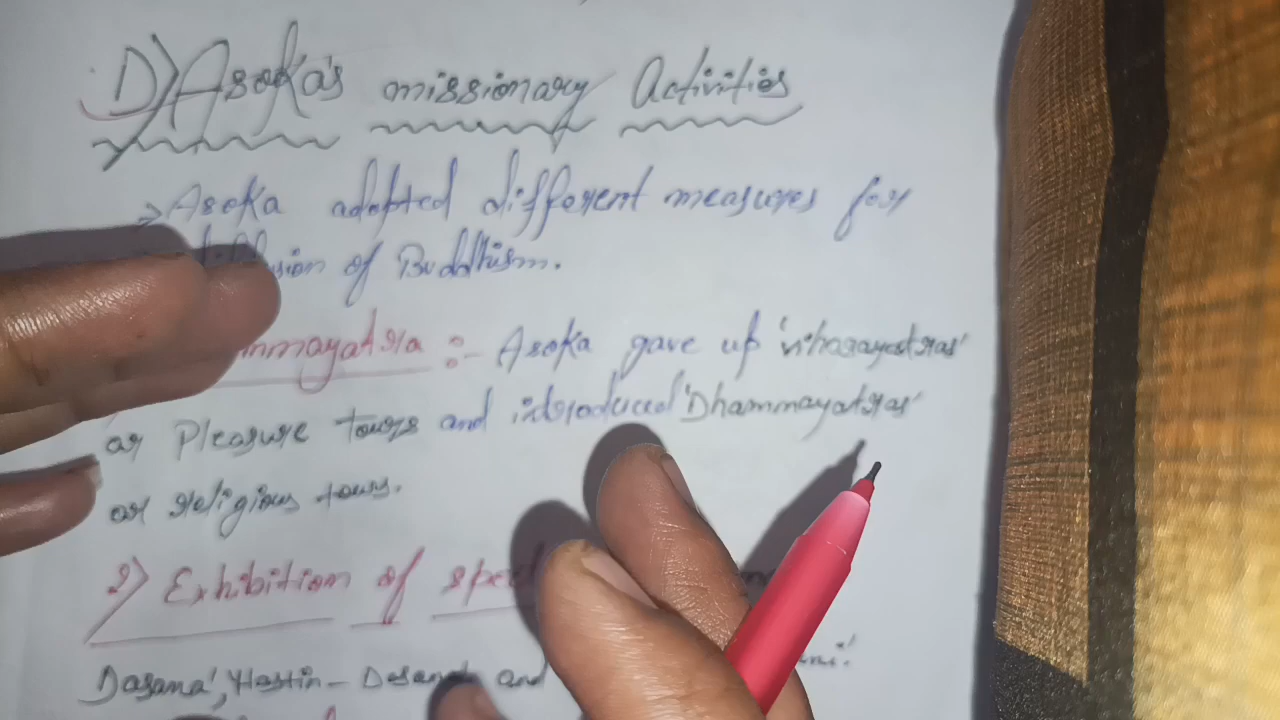 D) Asoka's missionary Activities
→ Asoka adopted different measures for
of Buddhism.
: - Asoka gave up 'viharayatras'
or Pleasure tours and introduced 'Dhammayatras'
or religious tours.
2) Exhibition of
Dasana', Hastin - Dasana and